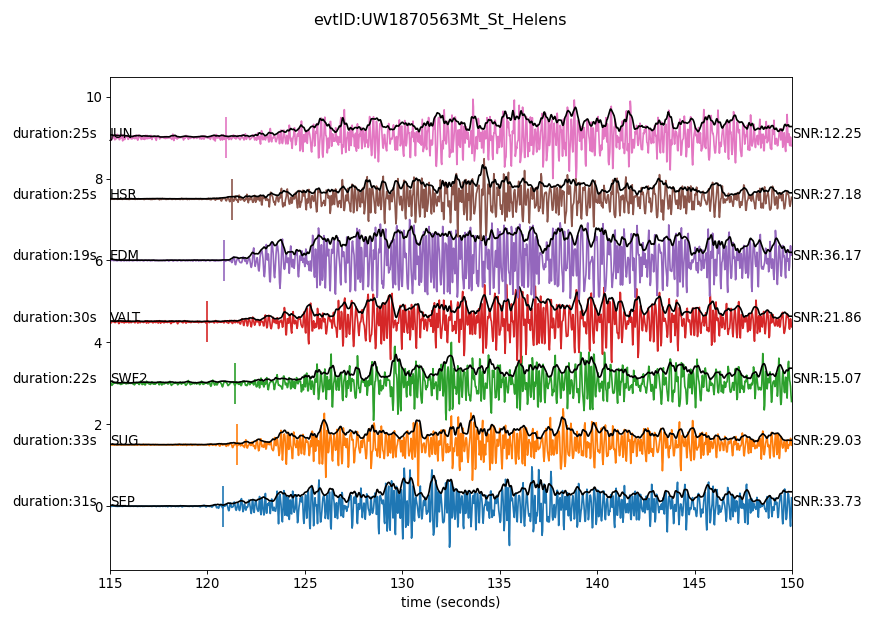 evtID:UW1870563Mt_St_Helens
10
duration:25s JUN SNR:12.25
8
duration:25s HSR SNR:27.18
duration:19s EDM SNR:36.17
6
duration:30s VALT SNR:21.86
4
duration:22s SWF2 SNR:15.07
2
duration:33s SUG SNR:29.03
duration:31s SEP SNR:33.73
0
115 120 125 130 135 140 145 150
time (seconds)